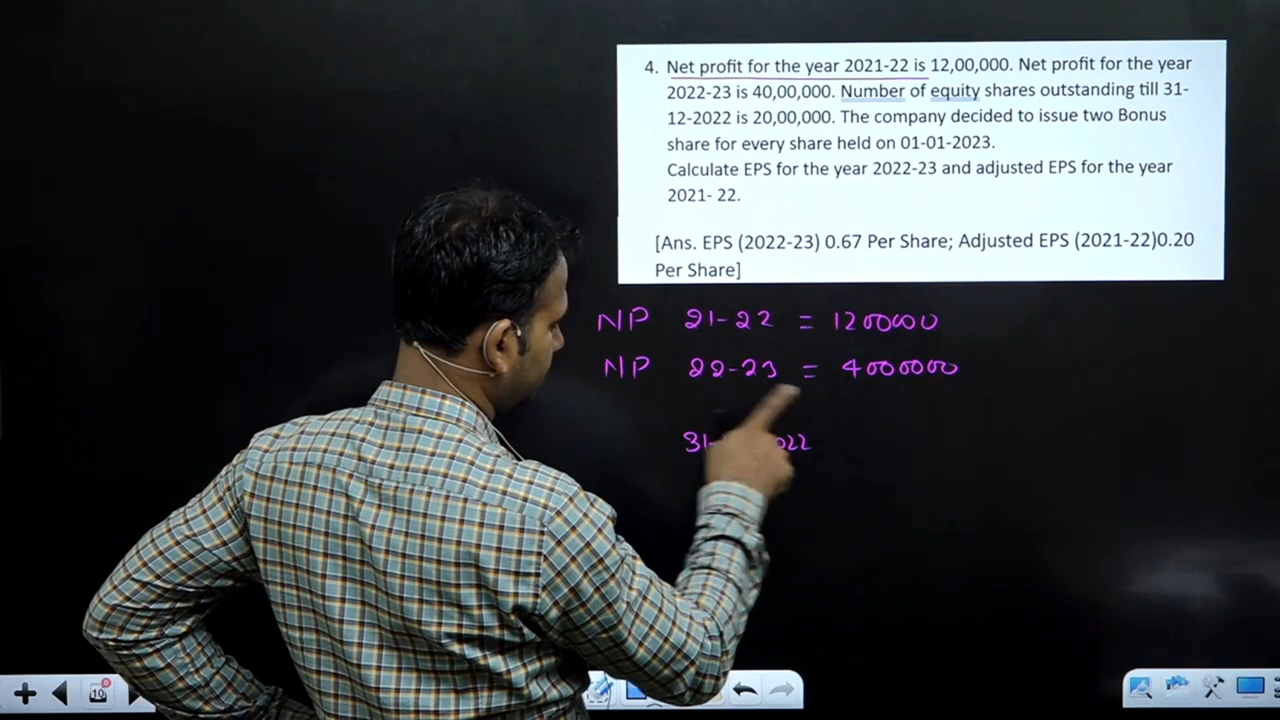 4. Net profit for the year 2021-22 is 12,00,000. Net profit for the year
2022-23 is 40,00,000. Number of equity shares outstanding till 31-
12-2022 is 20,00,000. The company decided to issue two Bonus
share for every share held on 01-01-2023.
Calculate EPS for the year 2022-23 and adjusted EPS for the year
2021- 22.
[Ans. EPS (2022-23) 0.67 Per Share; Adjusted EPS (2021-22)0.20
Per Share]
NP 21-22 = 1200000
NP 22-23 = 4000000
31- 022
10